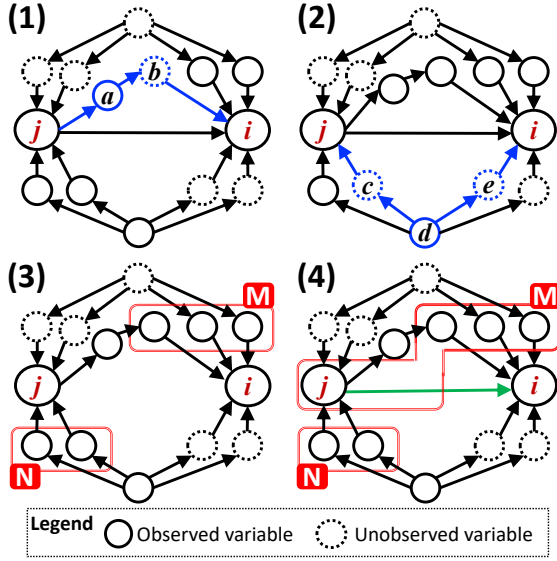 (1) (2)
a b
j i j i
c e
d
(3) (4)
M M
j i j i
N N
Legend
Observed variable Unobserved variable